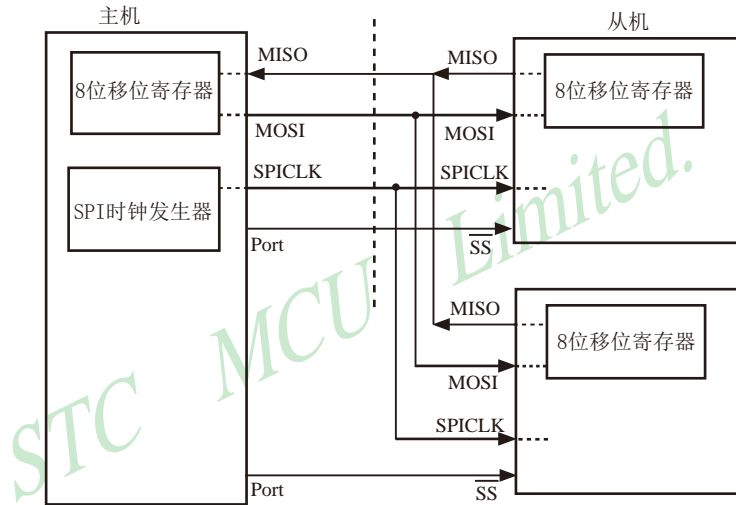 主机
从机
MISO
MISO
8位移位寄存器
8位移位寄存器
MOSI
MOSI
SPICLK
SPICLK
SPI时钟发生器
Port
SS
MISO
8位移位寄存器
MOSI
SPICLK
Port
SS
STC MCU Limited.